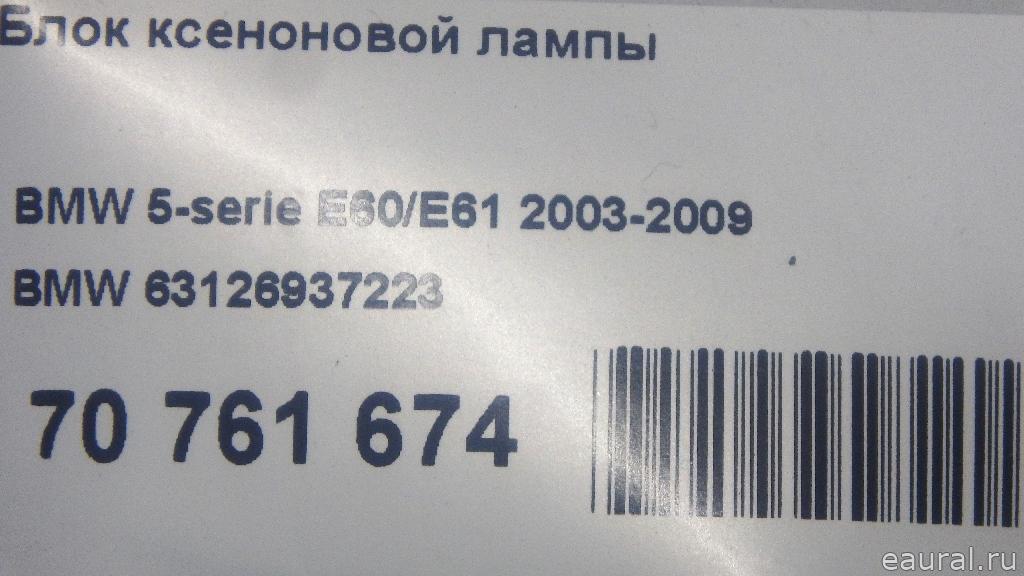 Блок ксеноновой лампы
BMW 5-serie E60/E61 2003-2009
BMW 63126937223
70 761 674
eaural.ru